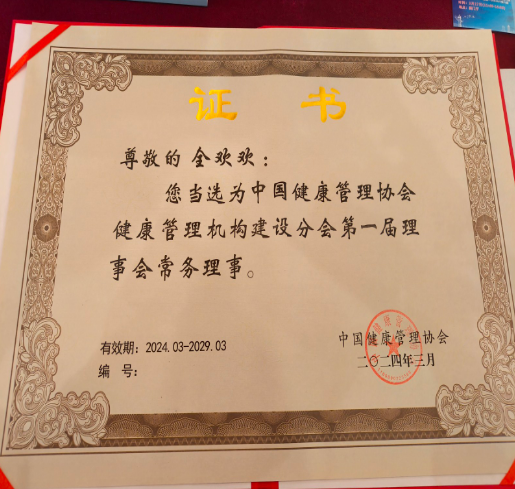 证 书
尊敬的 全欢欢：
您当选为中国健康管理协会
健康管理机构建设分会第一届理
事会常务理事。
有效期：2024.03-2029.03
编 号：
中国健康管理协会
二〇二四年三月